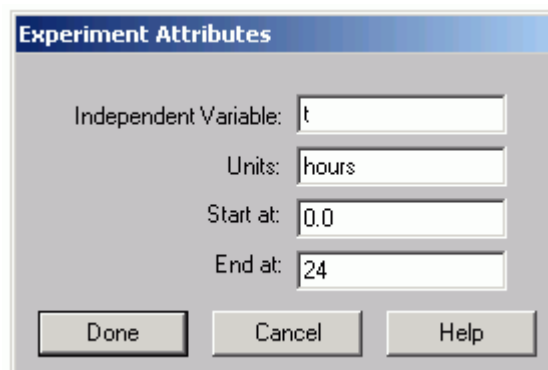 Experiment Attributes
Independent Variable: t
Units: hours
Start at: 0.0
End at: 24
Done Cancel Help